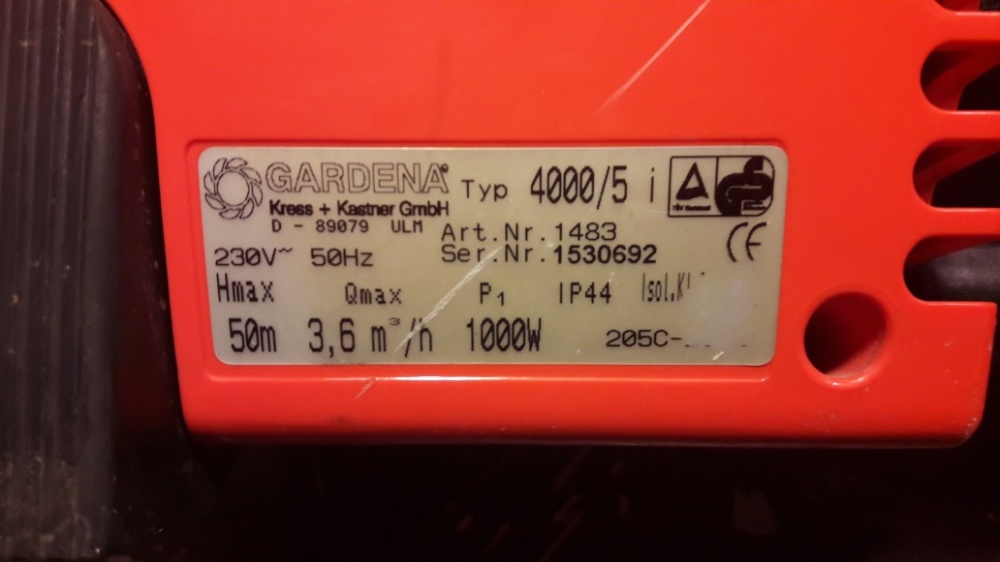 GARDENA® Typ 4000/5 i
Kress + Kastner GmbH
D - 89079 ULM Art.Nr.1483
230V~ 50Hz Ser.Nr.1530692
CE
Hmax Qmax P₁ IP44
50m 3,6 m³/h 1000W 205C-